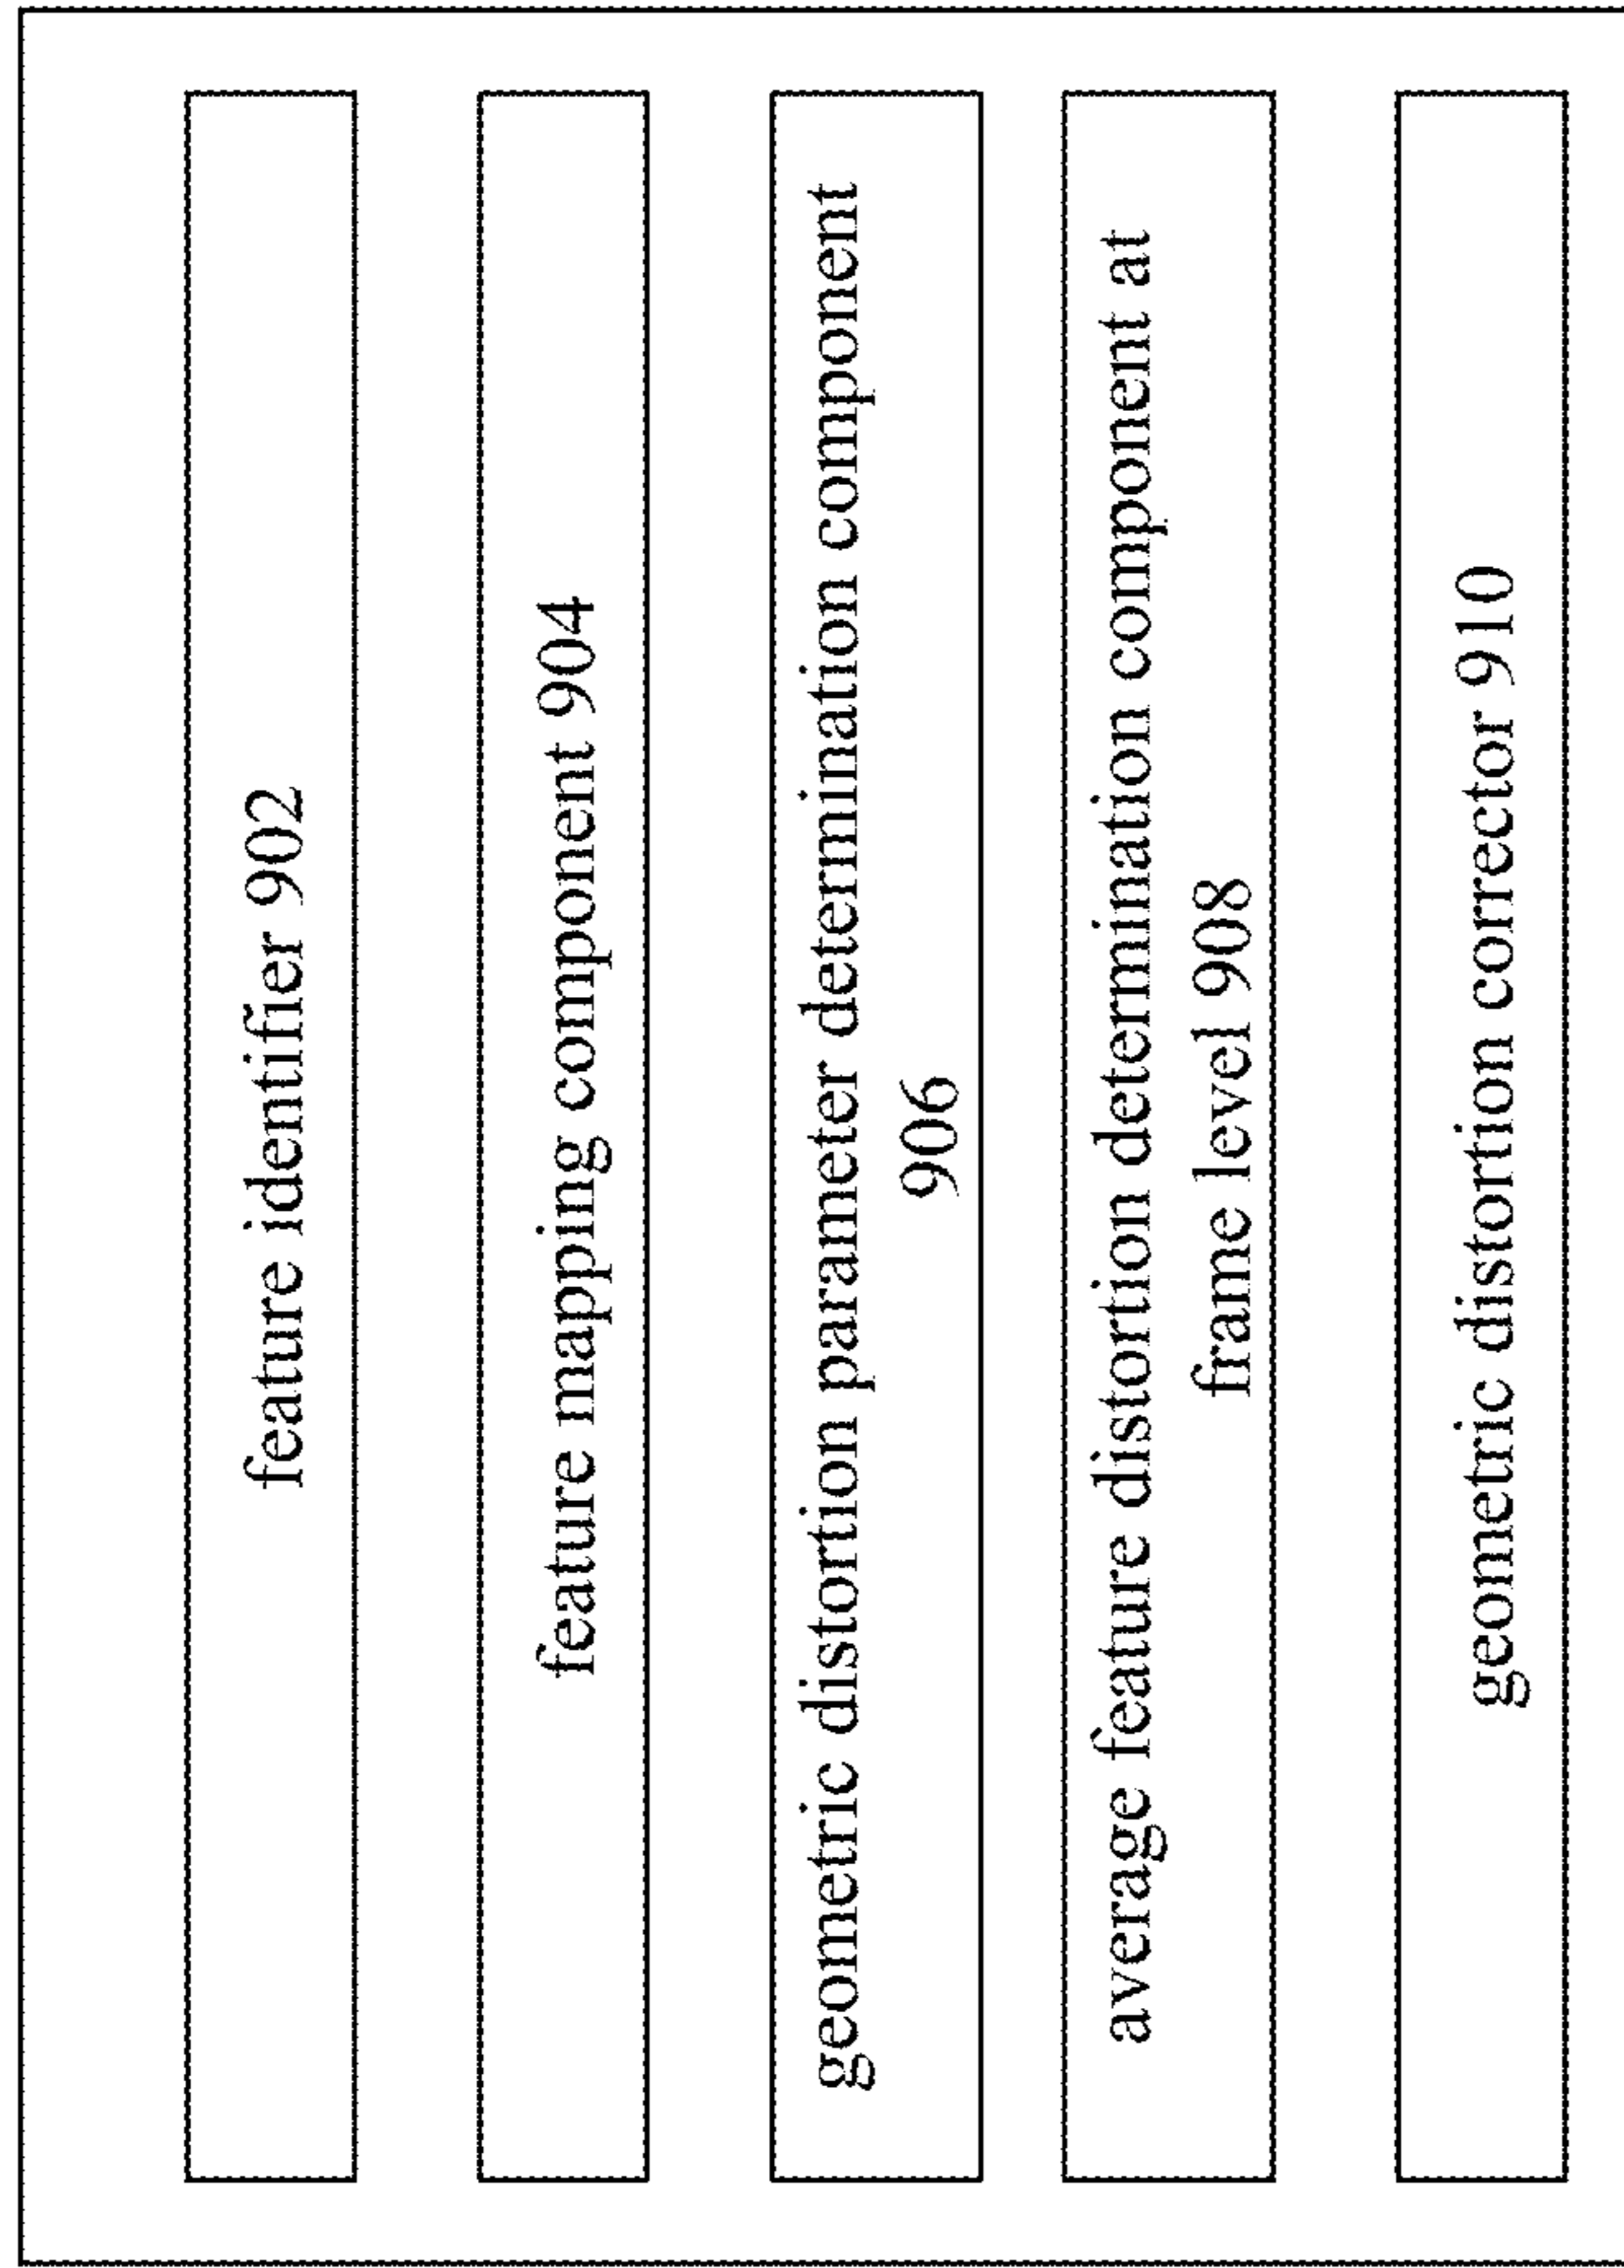 feature identifier 902
feature mapping component 904
geometric distortion parameter determination component
906
average feature distortion determination component at
frame level 908
geometric distortion corrector 910